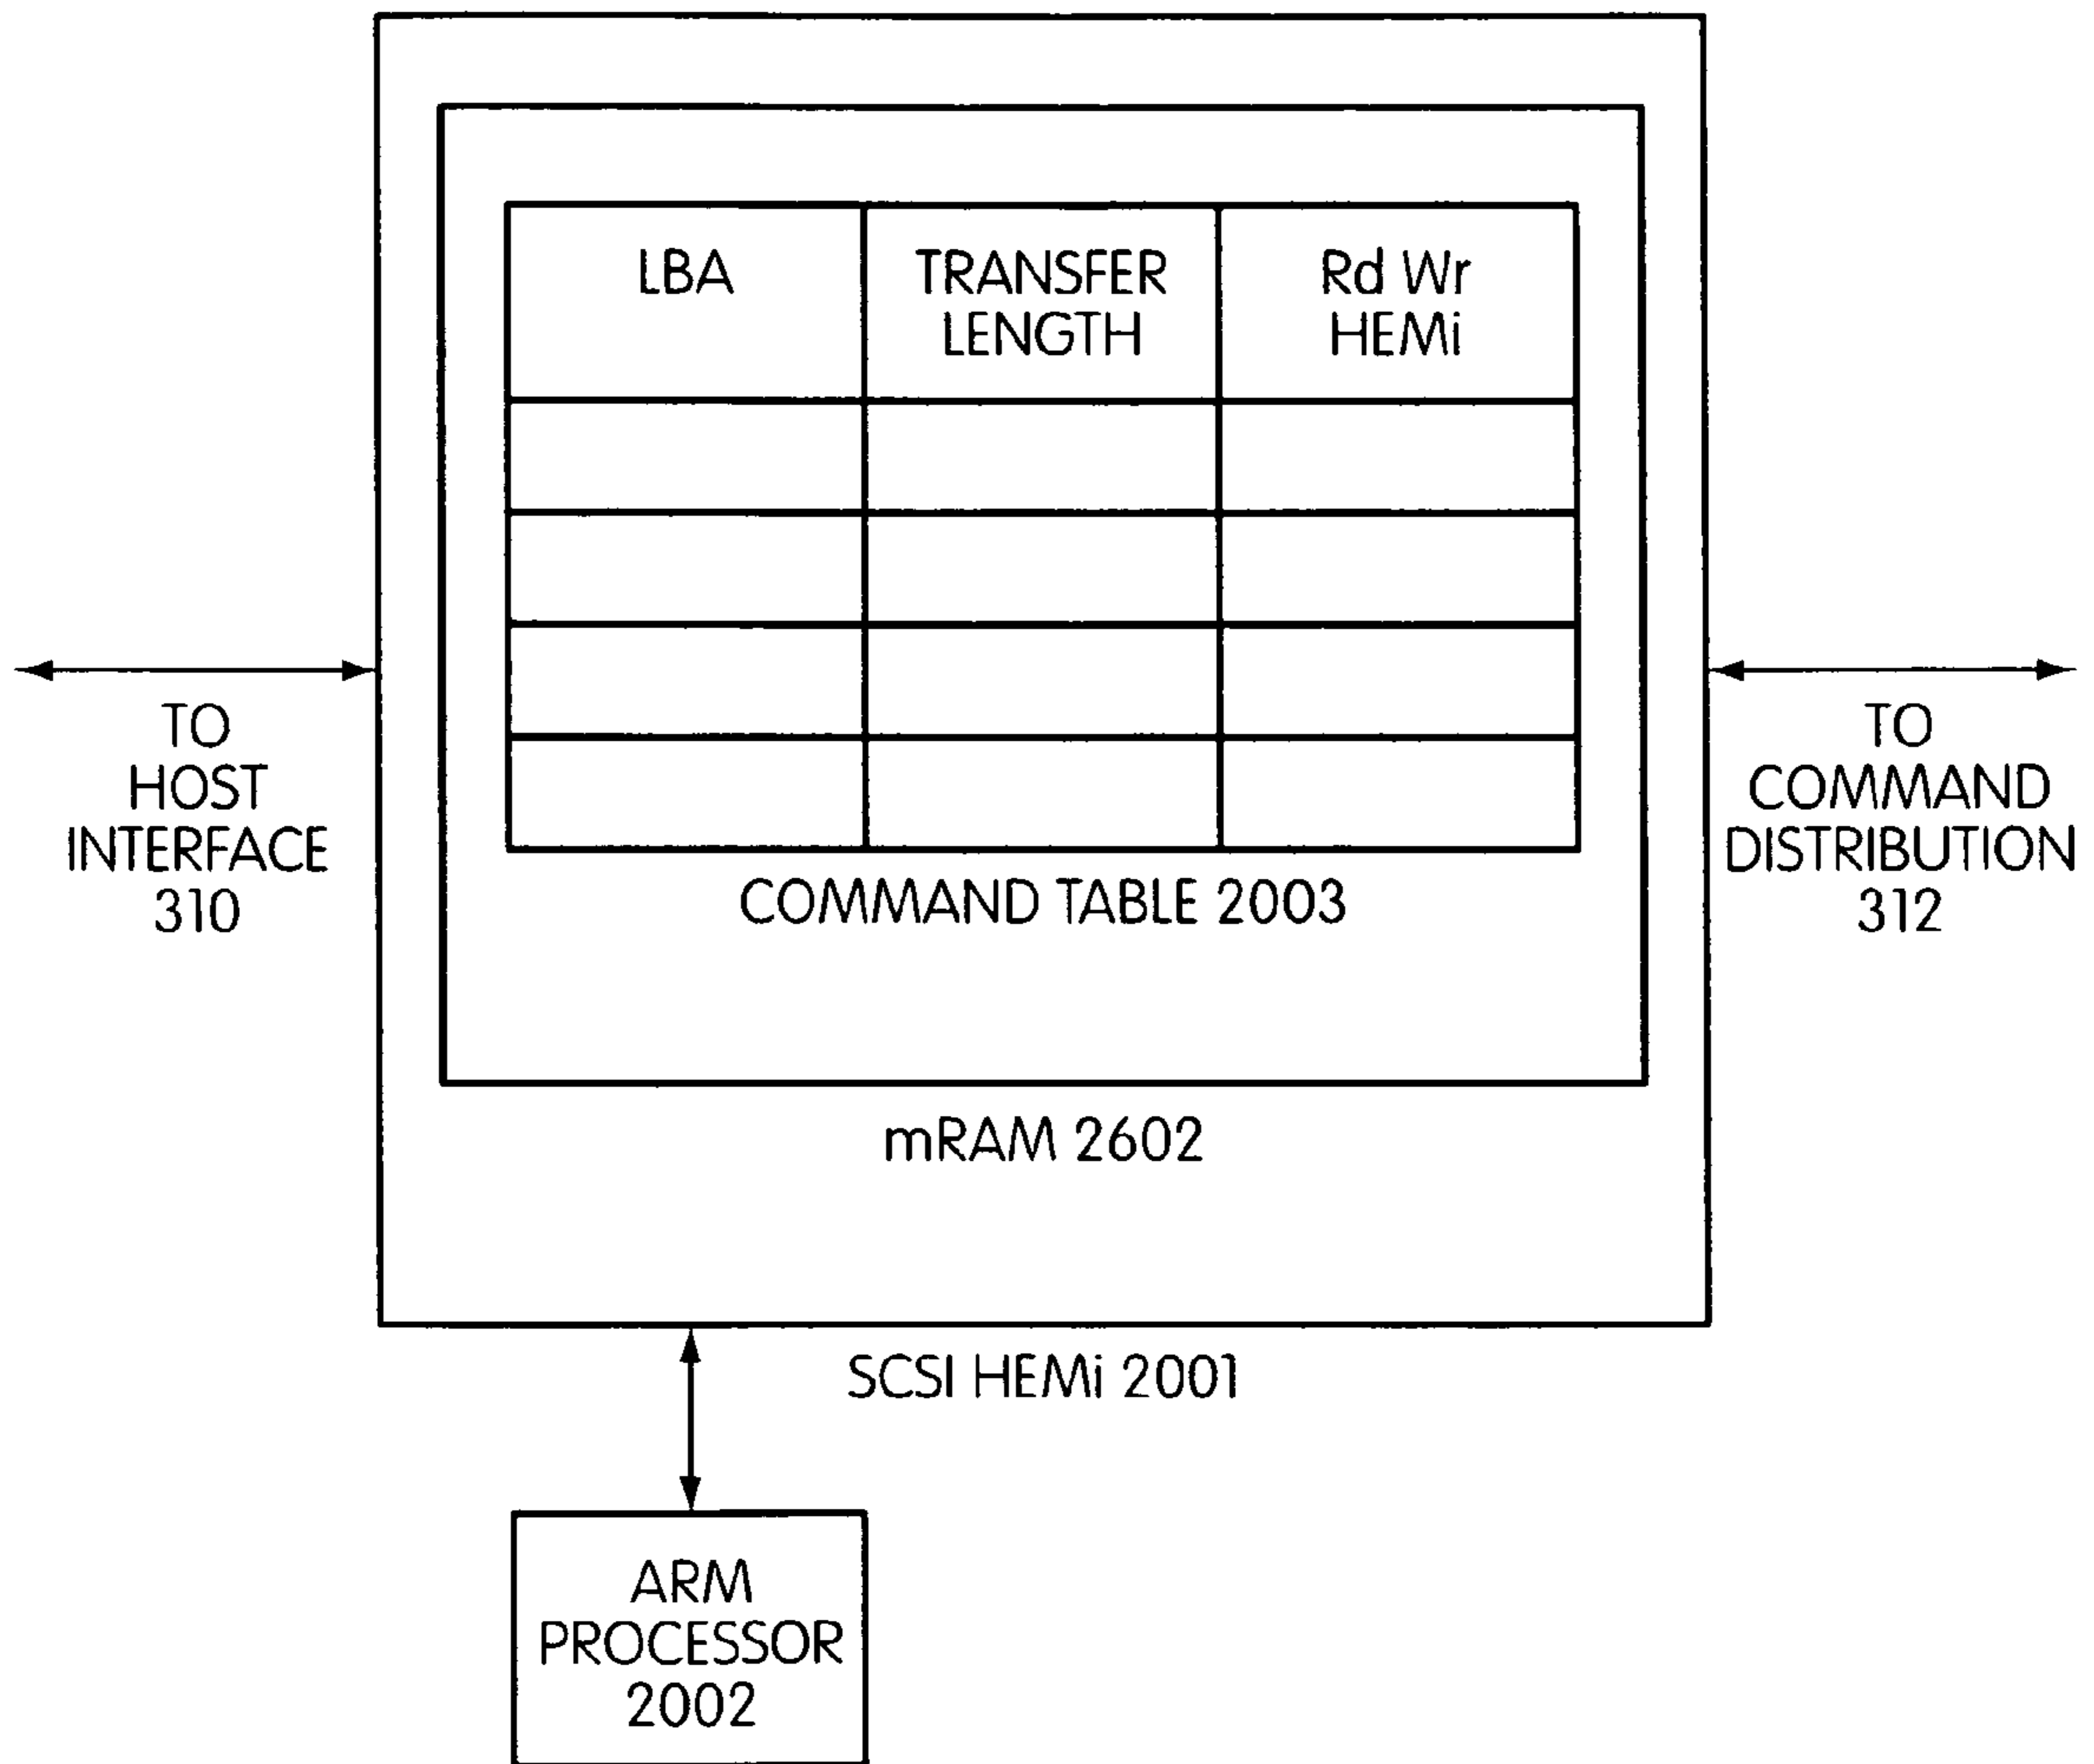 LBA
TRANSFER
LENGTH
Rd Wr
HEMi
COMMAND TABLE 2003
mRAM 2602
TO
HOST
INTERFACE
310
TO
COMMAND
DISTRIBUTION
312
SCSI HEMi 2001
ARM
PROCESSOR
2002